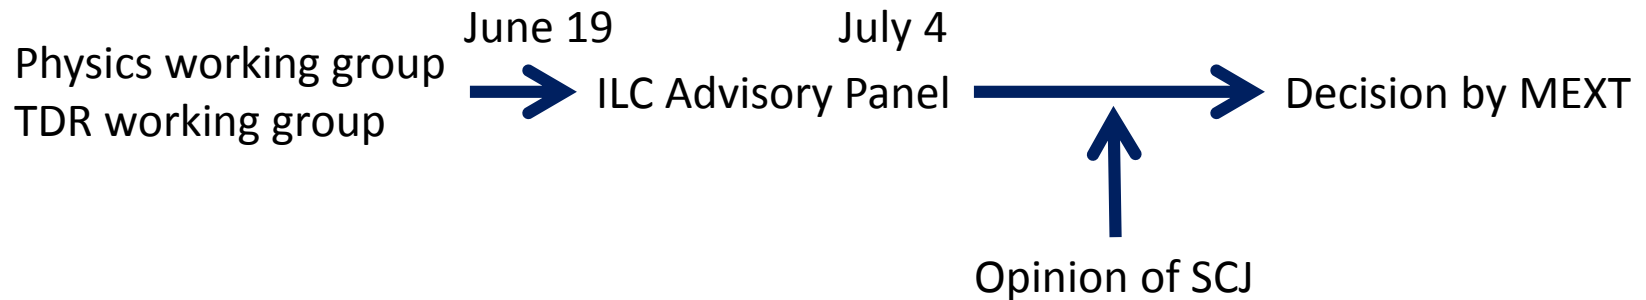 June 19
July 4
Physics working group
TDR working group
ILC Advisory Panel
Decision by MEXT
Opinion of SCJ